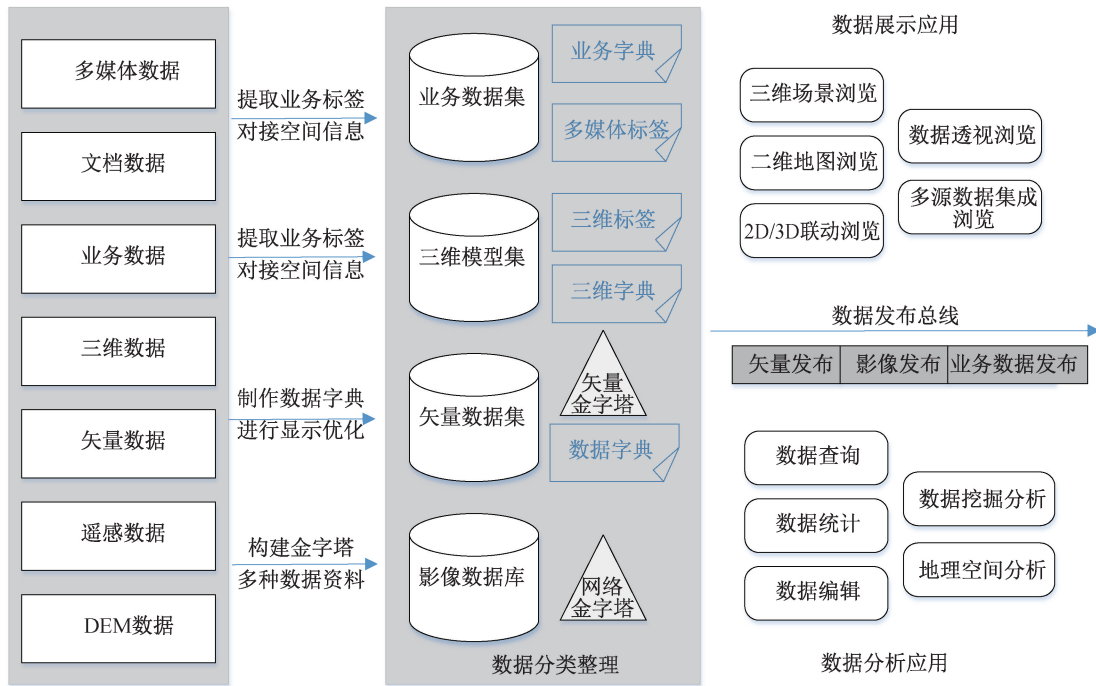 多媒体数据
文档数据
业务数据
三维数据
矢量数据
遥感数据
DEM数据
提取业务标签
对接空间信息
提取业务标签
对接空间信息
制作数据字典
进行显示优化
构建金字塔
多种数据资料
业务数据集
业务字典
多媒体标签
三维模型集
三维标签
三维字典
矢量数据集
矢量
金字塔
数据字典
影像数据库
网络
金字塔
数据分类整理
数据展示应用
三维场景浏览
二维地图浏览
2D/3D联动浏览
数据透视浏览
多源数据集成
浏览
数据发布总线
矢量发布
影像发布
业务数据发布
数据查询
数据统计
数据编辑
数据挖掘分析
地理空间分析
数据分析应用